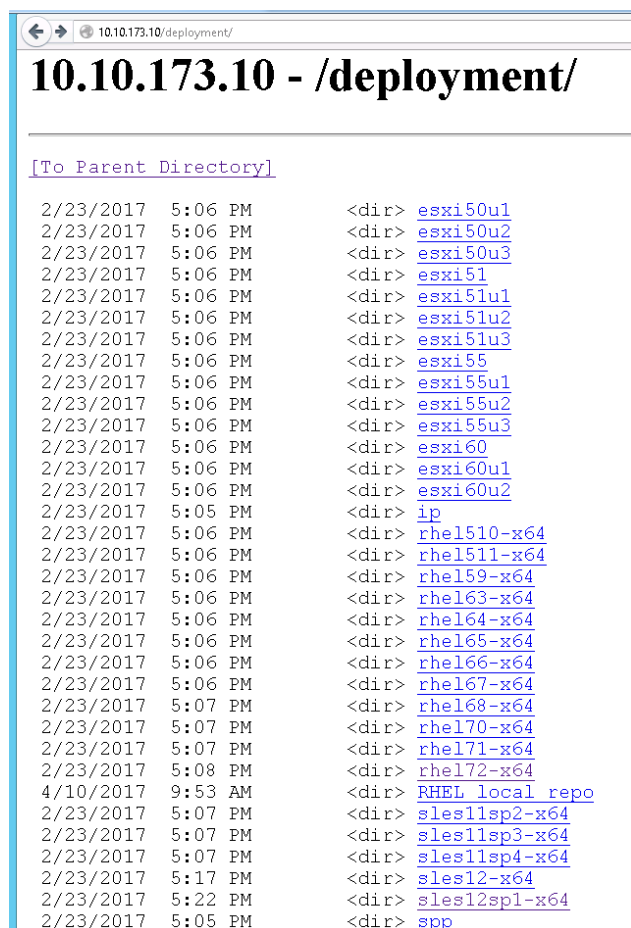 10.10.173.10/deployment/
10.10.173.10 - /deployment/
[To Parent Directory]
2/23/2017 5:06 PM <dir> esxi50u1
2/23/2017 5:06 PM <dir> esxi50u2
2/23/2017 5:06 PM <dir> esxi50u3
2/23/2017 5:06 PM <dir> esxi51
2/23/2017 5:06 PM <dir> esxi51u1
2/23/2017 5:06 PM <dir> esxi51u2
2/23/2017 5:06 PM <dir> esxi51u3
2/23/2017 5:06 PM <dir> esxi55
2/23/2017 5:06 PM <dir> esxi55u1
2/23/2017 5:06 PM <dir> esxi55u2
2/23/2017 5:06 PM <dir> esxi55u3
2/23/2017 5:06 PM <dir> esxi60
2/23/2017 5:06 PM <dir> esxi60u1
2/23/2017 5:06 PM <dir> esxi60u2
2/23/2017 5:05 PM <dir> ip
2/23/2017 5:06 PM <dir> rhel510-x64
2/23/2017 5:06 PM <dir> rhel511-x64
2/23/2017 5:06 PM <dir> rhel59-x64
2/23/2017 5:06 PM <dir> rhel63-x64
2/23/2017 5:06 PM <dir> rhel64-x64
2/23/2017 5:06 PM <dir> rhel65-x64
2/23/2017 5:06 PM <dir> rhel66-x64
2/23/2017 5:06 PM <dir> rhel67-x64
2/23/2017 5:07 PM <dir> rhel68-x64
2/23/2017 5:07 PM <dir> rhel70-x64
2/23/2017 5:07 PM <dir> rhel71-x64
2/23/2017 5:08 PM <dir> rhel72-x64
4/10/2017 9:53 AM <dir> RHEL local repo
2/23/2017 5:07 PM <dir> sles11sp2-x64
2/23/2017 5:07 PM <dir> sles11sp3-x64
2/23/2017 5:07 PM <dir> sles11sp4-x64
2/23/2017 5:17 PM <dir> sles12-x64
2/23/2017 5:22 PM <dir> sles12sp1-x64
2/23/2017 5:05 PM <dir> spp